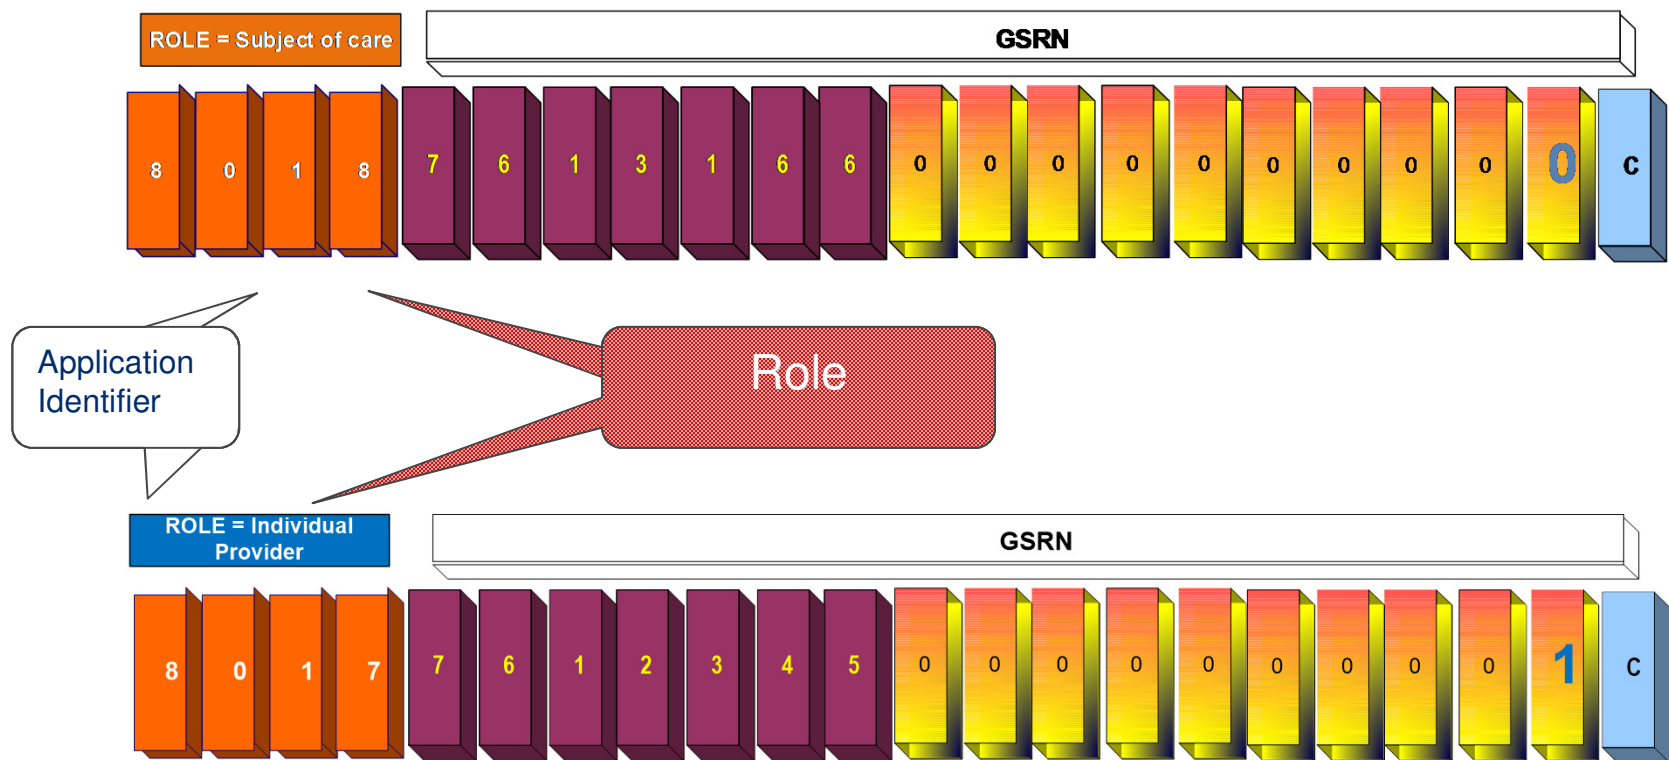 ROLE = Subject of care
GSRN
8 0 1 8 7 6 1 3 1 6 6 0 0 0 0 0 0 0 0 0 0 C
Application
Identifier
Role
ROLE = Individual
Provider
GSRN
8 0 1 7 7 6 1 2 3 4 5 0 0 0 0 0 0 0 0 0 1 C